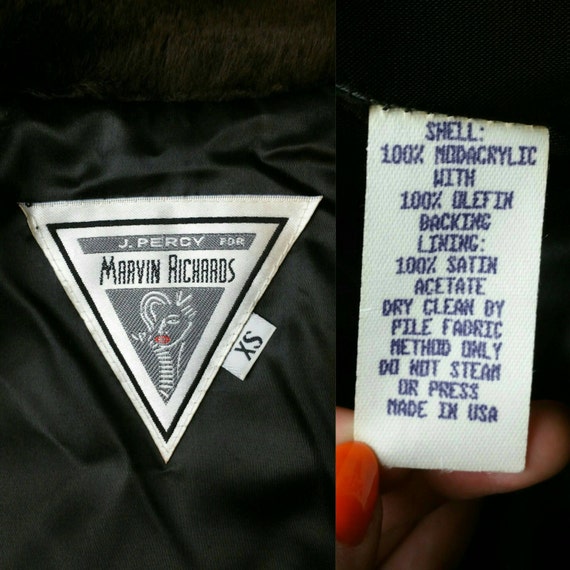 J. PERCY FOR
MARVIN RICHARDS
SX
SHELL:
100% MODACRYLIC
WITH
100% OLEFIN
BACKING
LINING:
100% SATIN
ACETATE
DRY CLEAN BY
PILE FABRIC
METHOD ONLY
DO NOT STEAM
OR PRESS
MADE IN USA